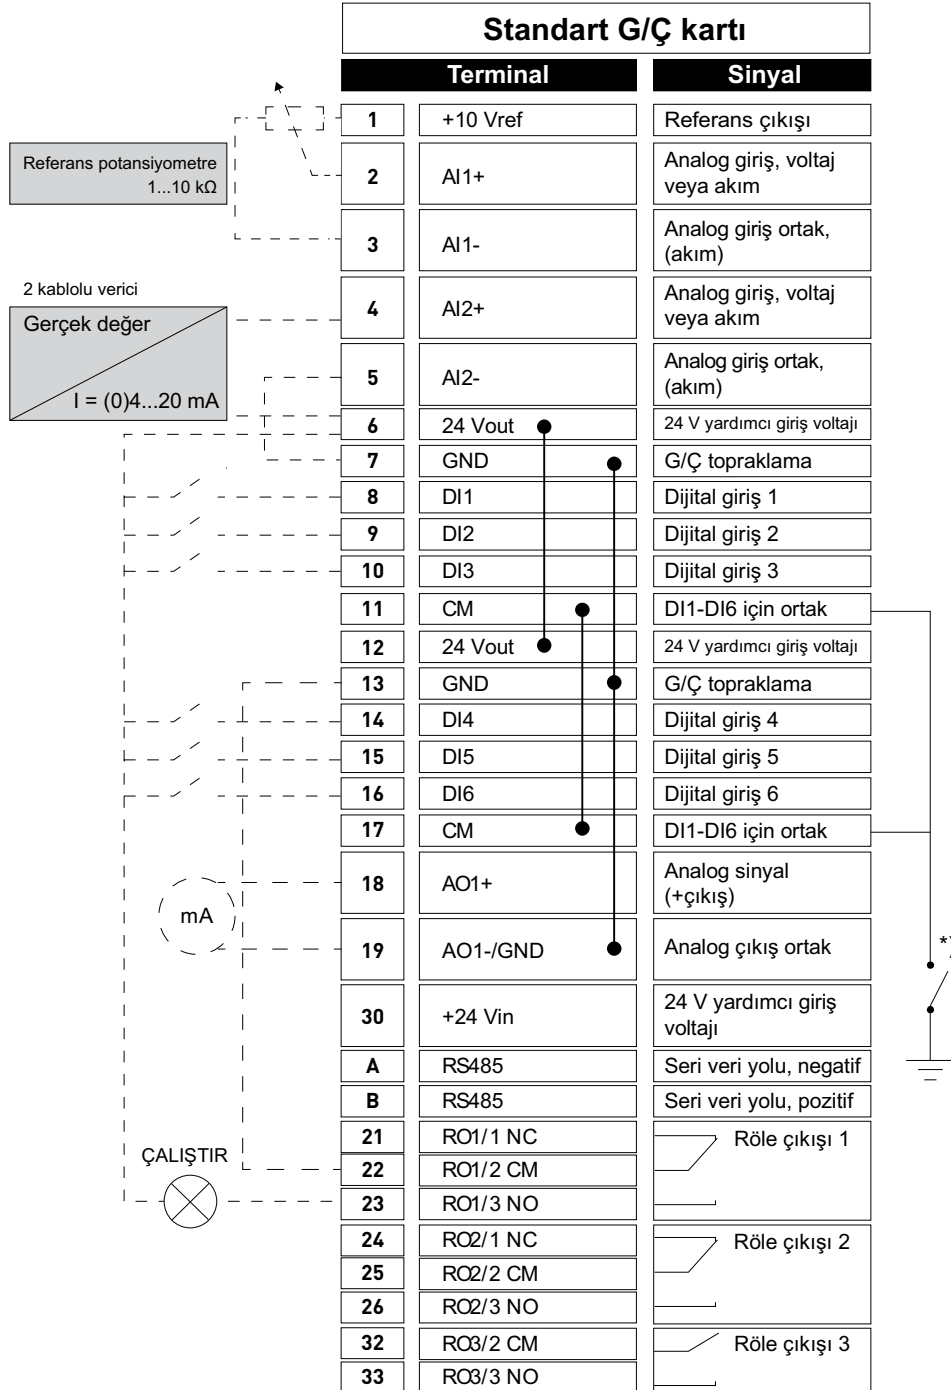 Standart G/Ç kartı
Terminal Sinyal
1 +10 Vref Referans çıkışı
Referans potansiyometre
1...10 kΩ
2 AI1+ Analog giriş, voltaj
veya akım
3 AI1- Analog giriş ortak,
(akım)
2 kablolu verici
Gerçek değer
I = (0)4...20 mA
4 AI2+ Analog giriş, voltaj
veya akım
5 AI2- Analog giriş ortak,
(akım)
6 24 Vout 24 V yardımcı giriş voltajı
7 GND G/Ç topraklama
8 DI1 Dijital giriş 1
9 DI2 Dijital giriş 2
10 DI3 Dijital giriş 3
11 CM DI1-DI6 için ortak
12 24 Vout 24 V yardımcı giriş voltajı
13 GND G/Ç topraklama
14 DI4 Dijital giriş 4
15 DI5 Dijital giriş 5
16 DI6 Dijital giriş 6
17 CM DI1-DI6 için ortak
mA
18 AO1+ Analog sinyal
(+çıkış)
19 AO1-/GND Analog çıkış ortak
*)
30 +24 Vin 24 V yardımcı giriş
voltajı
A RS485 Seri veri yolu, negatif
B RS485 Seri veri yolu, pozitif
21 RO1/1 NC Röle çıkışı 1
ÇALIŞTIR
22 RO1/2 CM
23 RO1/3 NO
24 RO2/1 NC Röle çıkışı 2
25 RO2/2 CM
26 RO2/3 NO
32 RO3/2 CM Röle çıkışı 3
33 RO3/3 NO